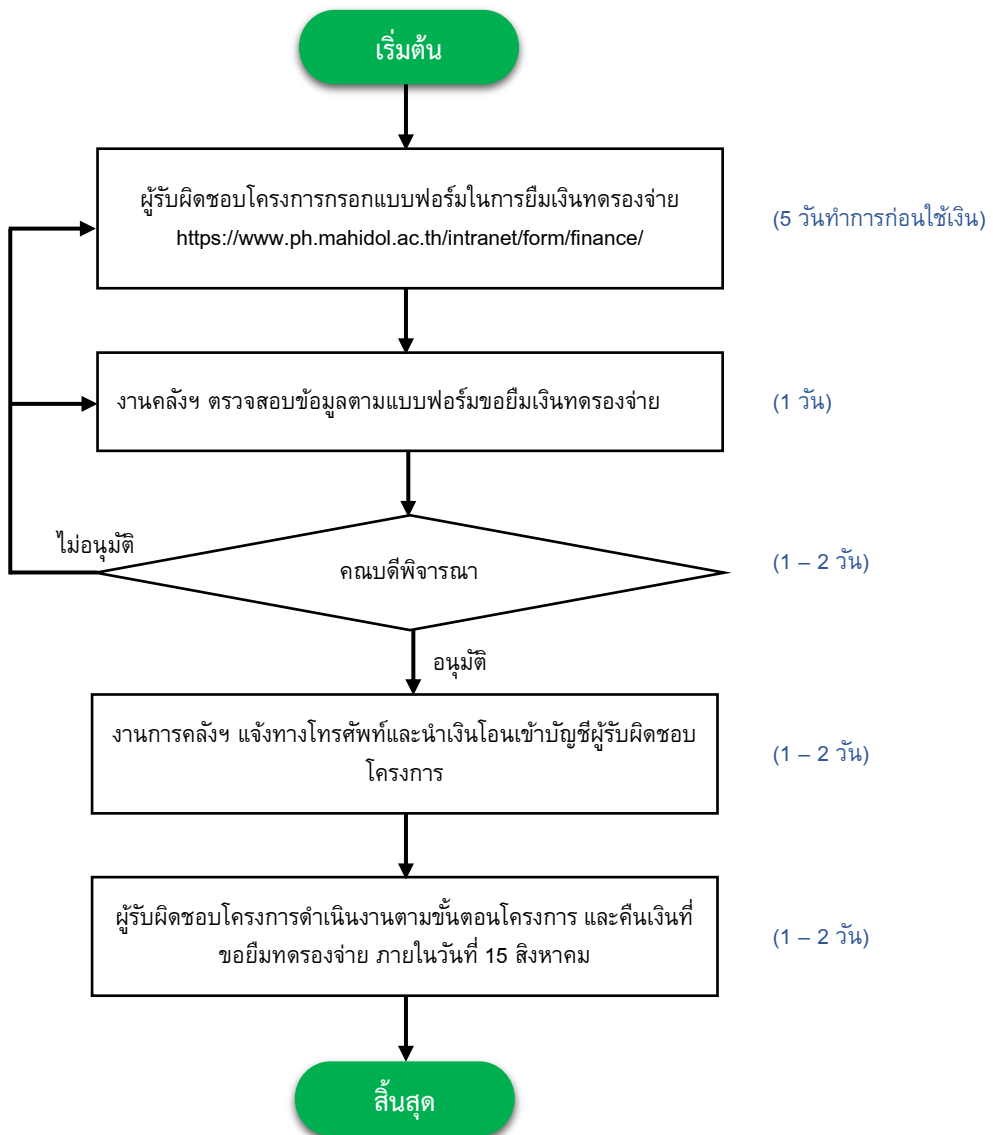 เริ่มต้น
ผู้รับผิดชอบโครงการกรอกแบบฟอร์มในการยืมเงินทดรองจ่าย
https://www.ph.mahidol.ac.th/intranet/form/finance/
(5 วันทำการก่อนใช้เงิน)
งานคลังฯ ตรวจสอบข้อมูลตามแบบฟอร์มขอยืมเงินทดรองจ่าย
(1 วัน)
ไม่อนุมัติ
คณบดีพิจารณา
(1 – 2 วัน)
อนุมัติ
งานการคลังฯ แจ้งทางโทรศัพท์และนำเงินโอนเข้าบัญชีผู้รับผิดชอบ
โครงการ
(1 – 2 วัน)
ผู้รับผิดชอบโครงการดำเนินงานตามขั้นตอนโครงการ และคืนเงินที่
ขอยืมทดรองจ่าย ภายในวันที่ 15 สิงหาคม
(1 – 2 วัน)
สิ้นสุด